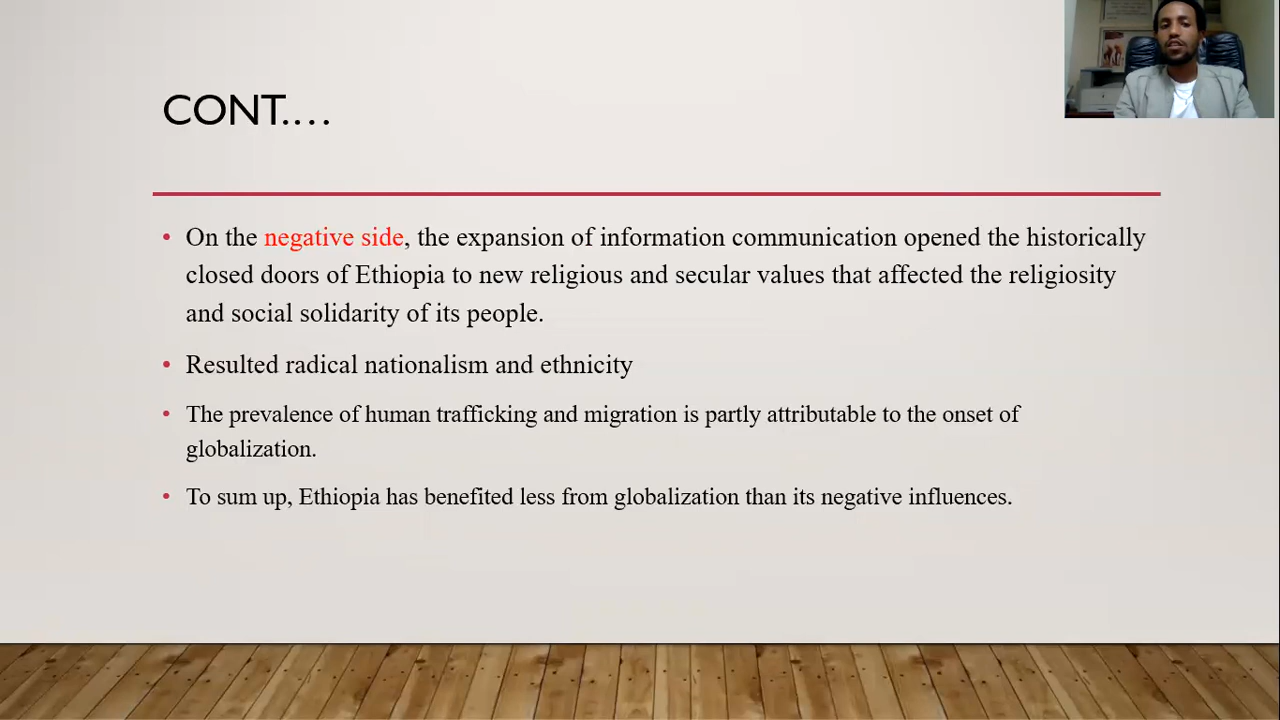 CONT.…
• On the negative side, the expansion of information communication opened the historically
closed doors of Ethiopia to new religious and secular values that affected the religiosity
and social solidarity of its people.
• Resulted radical nationalism and ethnicity
• The prevalence of human trafficking and migration is partly attributable to the onset of
globalization.
• To sum up, Ethiopia has benefited less from globalization than its negative influences.